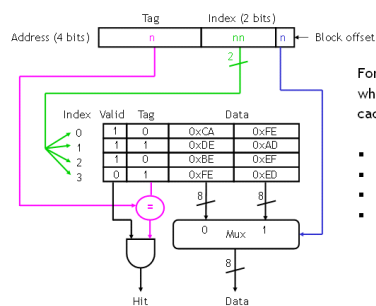 Tag Index (2 bits)
Address (4 bits) n nn n Block offset
2
For
wh
cac
Index Valid Tag Data
0 1 0 0xCA 0xFE
1 1 1 0xDE 0xAD
2 1 0 0xBE 0xEF
3 0 1 0xFE 0xED
= 8 8
0 1
Mux
8
Hit Data